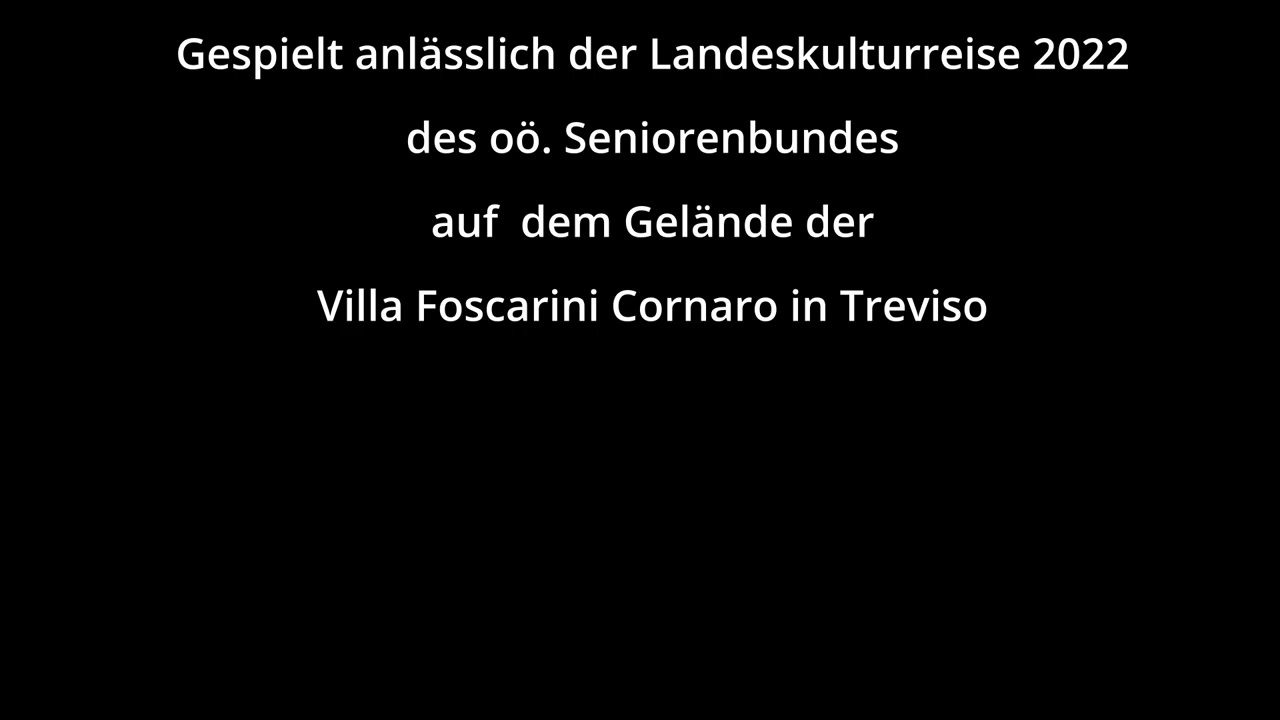 Gespielt anlässlich der Landeskulturreise 2022
des oö. Seniorenbundes
auf  dem Gelände der
Villa Foscarini Cornaro in Treviso